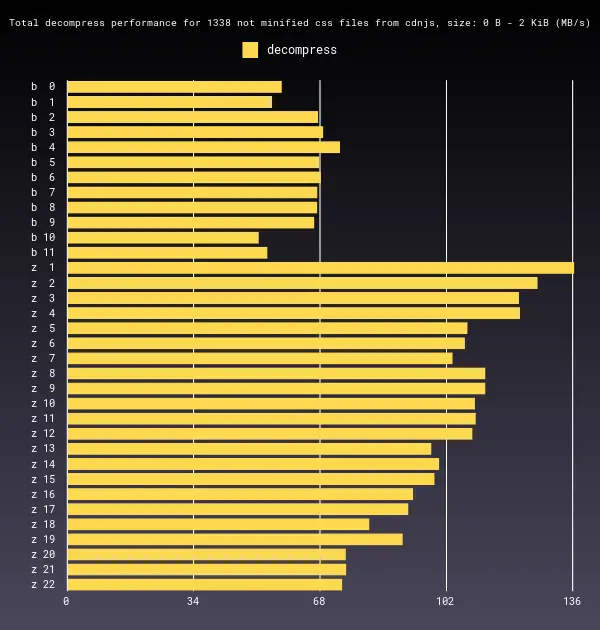 Total decompress performance for 1338 not minified css files from cdnjs, size: 0 B - 2 KiB (MB/s)
decompress
b 0
b 1
b 2
b 3
b 4
b 5
b 6
b 7
b 8
b 9
b 10
b 11
z 1
z 2
z 3
z 4
z 5
z 6
z 7
z 8
z 9
z 10
z 11
z 12
z 13
z 14
z 15
z 16
z 17
z 18
z 19
z 20
z 21
z 22
0 34 68 102 136